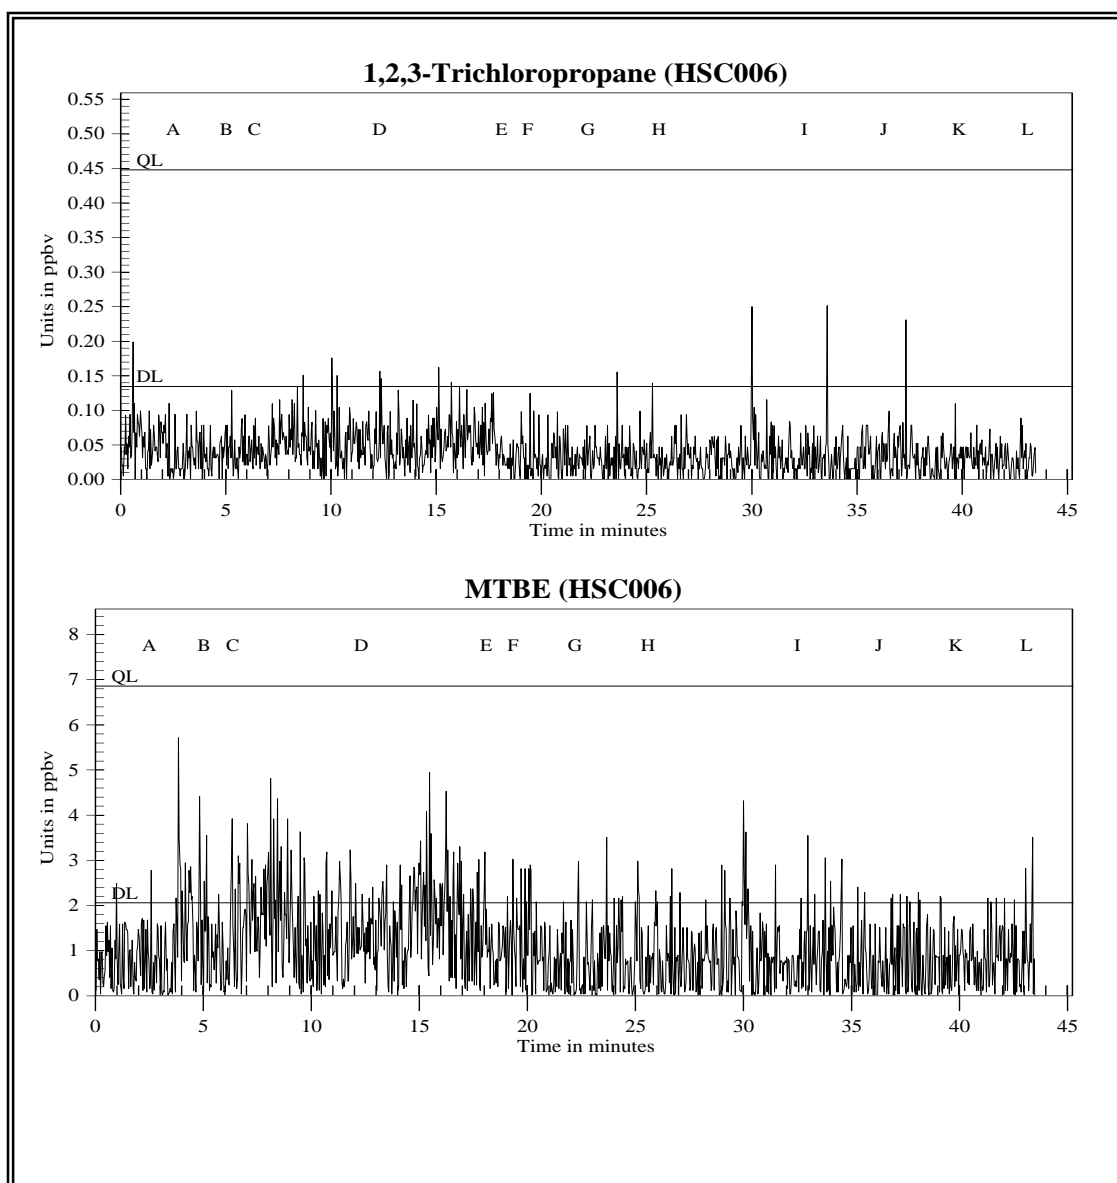 1,2,3-Trichloropropane (HSC006)
0.55
A B C D E F G H I J K L
0.50
QL
0.45
0.40
0.35
0.30
0.25
0.20
0.15
DL
0.10
0.05
0.00
Units in ppbv
0 5 10 15 20 25 30 35 40 45
Time in minutes
MTBE (HSC006)
8
A B C D E F G H I J K L
QL
7
6
5
4
3
DL
2
1
0
Units in ppbv
0 5 10 15 20 25 30 35 40 45
Time in minutes